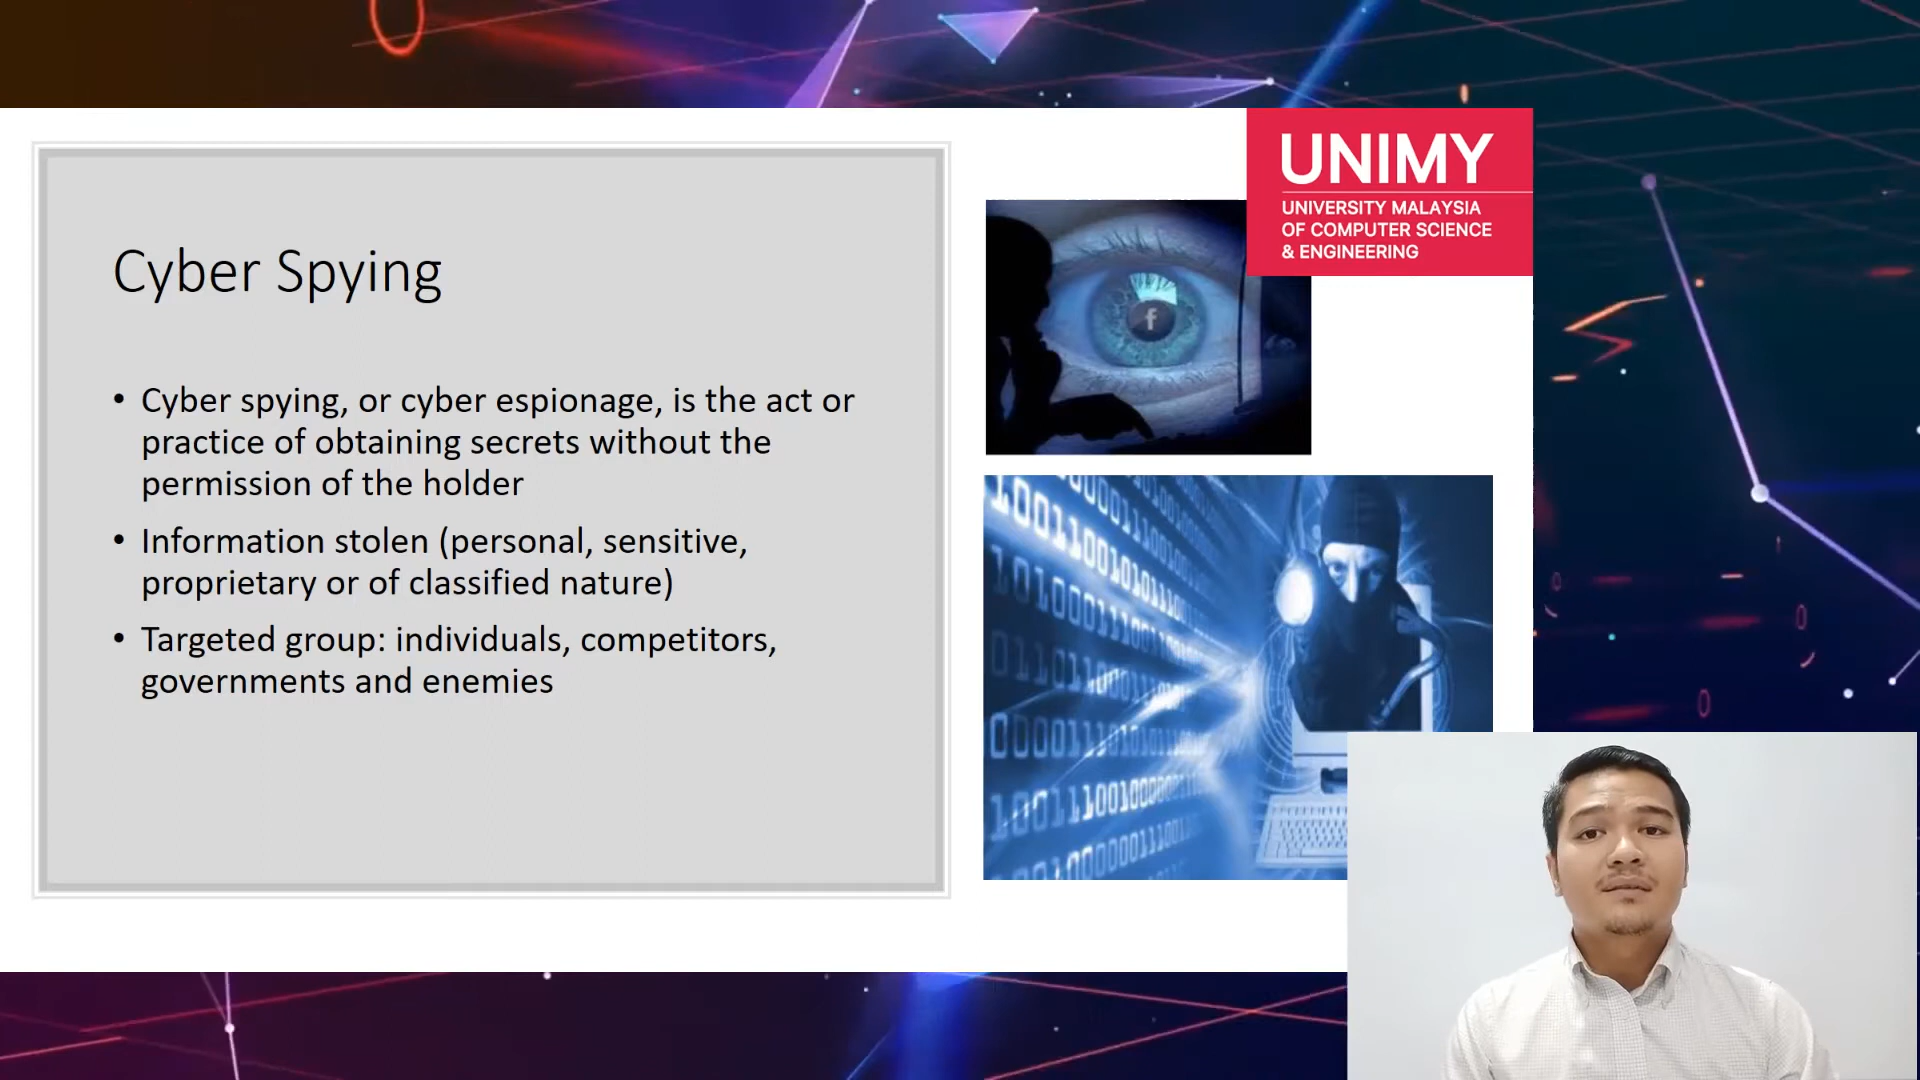 UNIMY
UNIVERSITY MALAYSIA
OF COMPUTER SCIENCE
& ENGINEERING
Cyber Spying
f
• Cyber spying, or cyber espionage, is the act or
practice of obtaining secrets without the
permission of the holder
• Information stolen (personal, sensitive,
proprietary or of classified nature)
• Targeted group: individuals, competitors,
governments and enemies